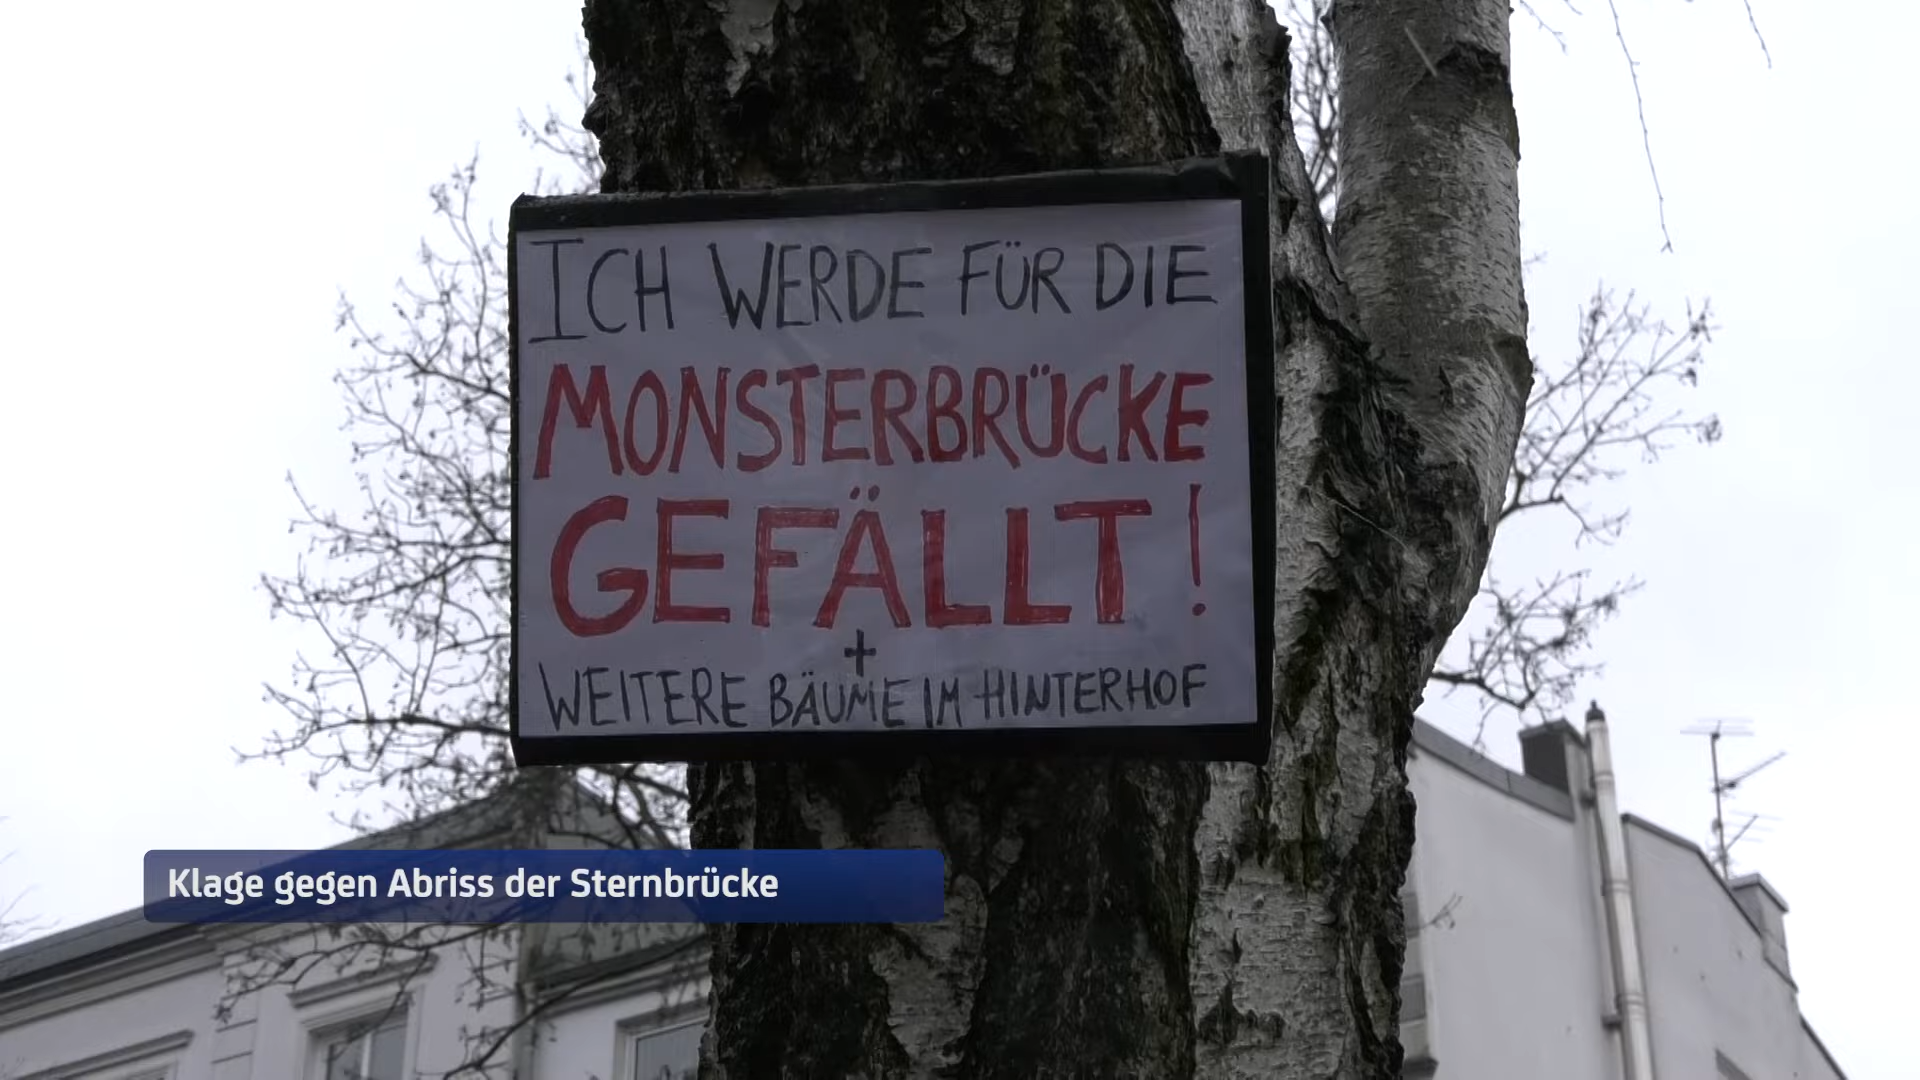 ICH WERDE FÜR DIE
MONSTERBRÜCKE
GEFÄLLT!
+
WEITERE BÄUME IM HINTERHOF
Klage gegen Abriss der Sternbrücke